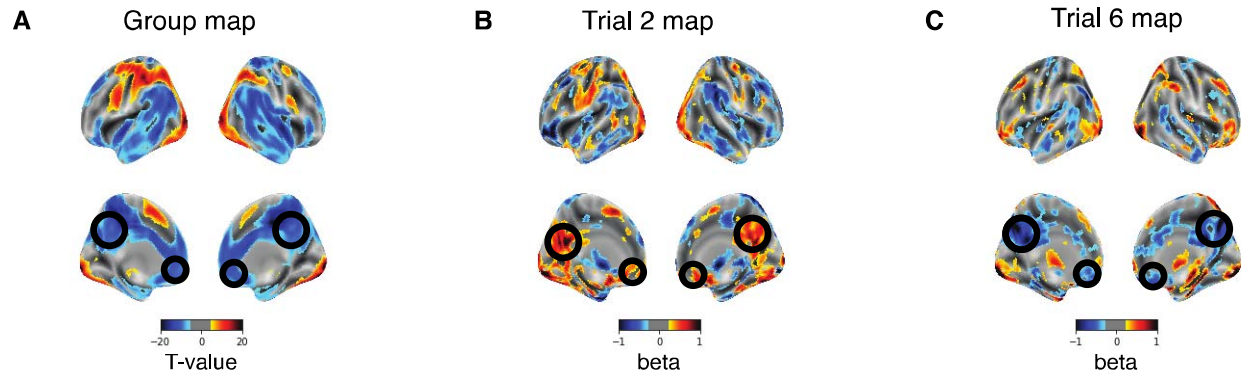 A Group map
B Trial 2 map
C Trial 6 map
−20 0 20
T-value
−1 0 1
beta
−1 0 1
beta